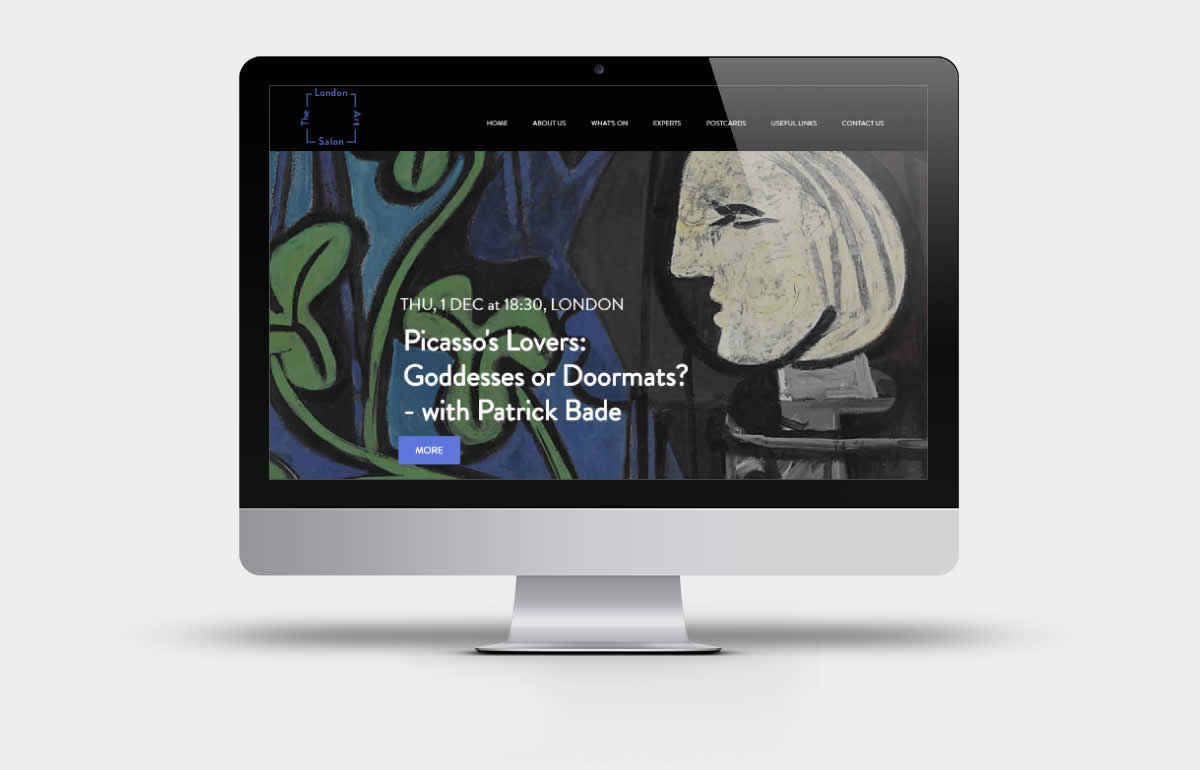 London
The
Art
Salon
HOME ABOUT US WHAT'S ON EXPERTS POSTCARDS USEFUL LINKS CONTACT US
THU, 1 DEC at 18:30, LONDON
Picasso's Lovers:
Goddesses or Doormats?
- with Patrick Bade
MORE